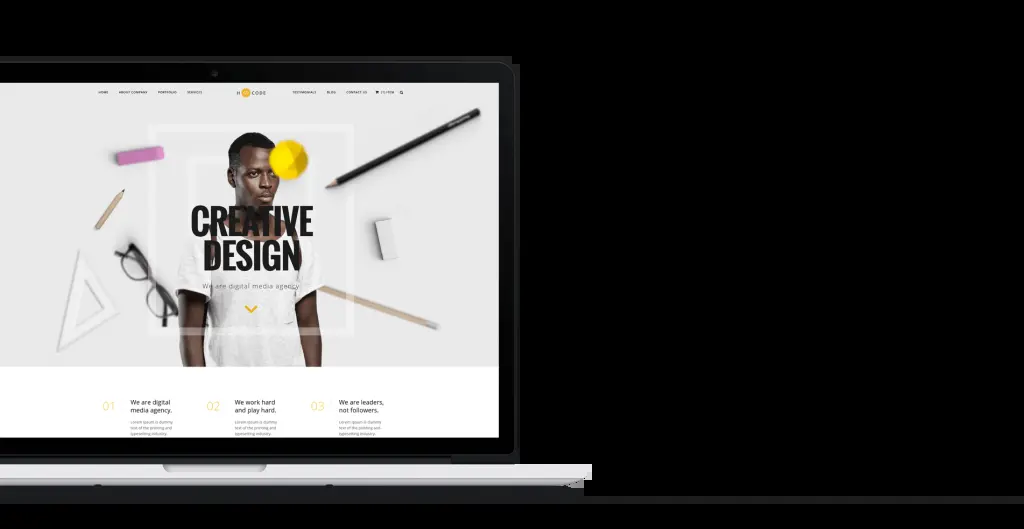 HOME ABOUT COMPANY PORTFOLIO SERVICES H CODE TESTIMONIALS BLOG CONTACT US
CREATIVE
DESIGN
We are digital media agency
01 We are digital
media agency.
Lorem Ipsum is dummy
text of the printing and
typesetting industry.
02 We work hard
and play hard.
Lorem Ipsum is dummy
text of the printing and
typesetting industry.
03 We are leaders,
not followers.
Lorem Ipsum is dummy
text of the printing and
typesetting industry.